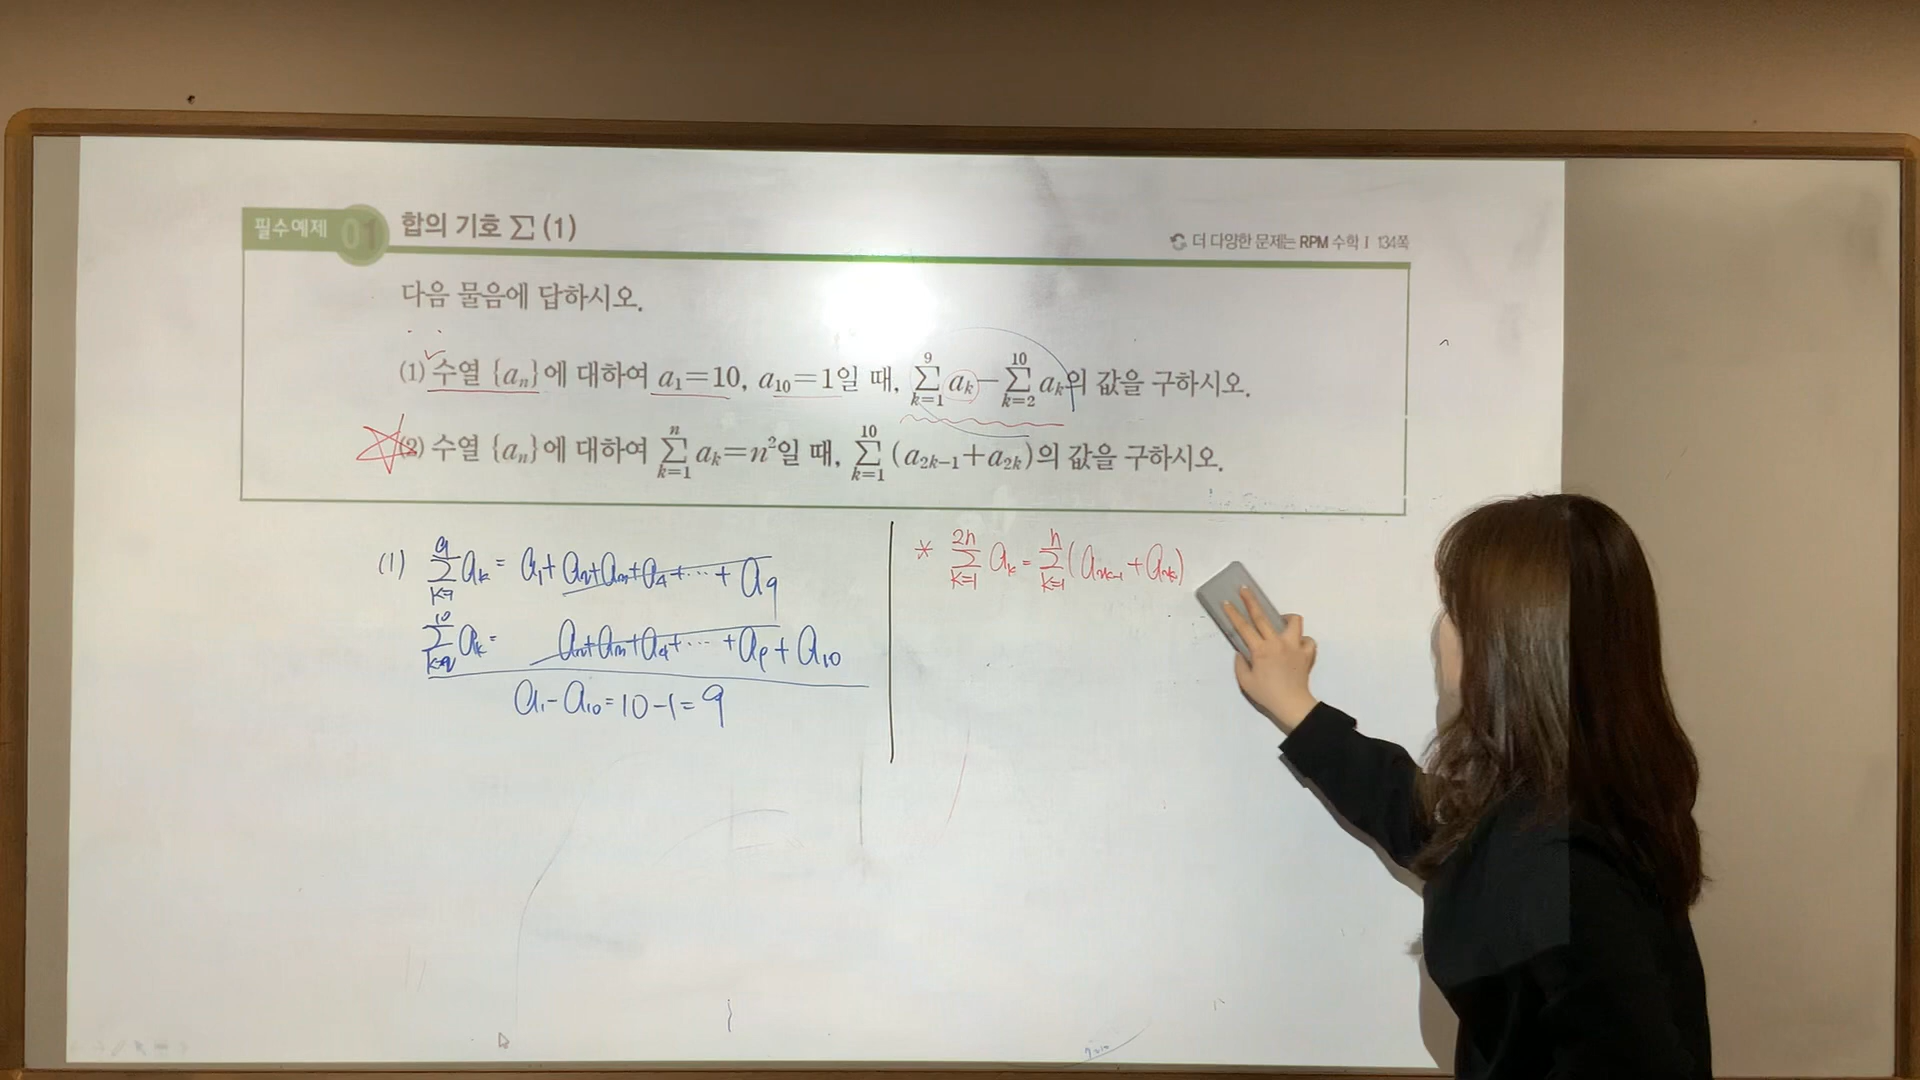 필수예제 01 합의 기호 ∑ (1)
더 다양한 문제는 RPM 수학 I 134쪽
다음 물음에 답하시오.
(1) 수열 {aₙ}에 대하여 a₁=10, a₁₀=1일 때, ∑_{k=1}^{9} aₖ − ∑_{k=2}^{10} aₖ의 값을 구하시오.
(2) 수열 {aₙ}에 대하여 ∑_{k=1}^{n} aₖ=n²일 때, ∑_{k=1}^{10} (a_{2k−1}+a_{2k})의 값을 구하시오.
(1) ∑_{k=1}^{9} aₖ = a₁+a₂+a₃+a₄+⋯+a₉
∑_{k=2}^{10} aₖ = a₂+a₃+a₄+⋯+a₉+a₁₀
a₁−a₁₀=10−1=9
* ∑_{k=1}^{2n} aₖ = ∑_{k=1}^{n} (a_{2k−1}+a_{2k})